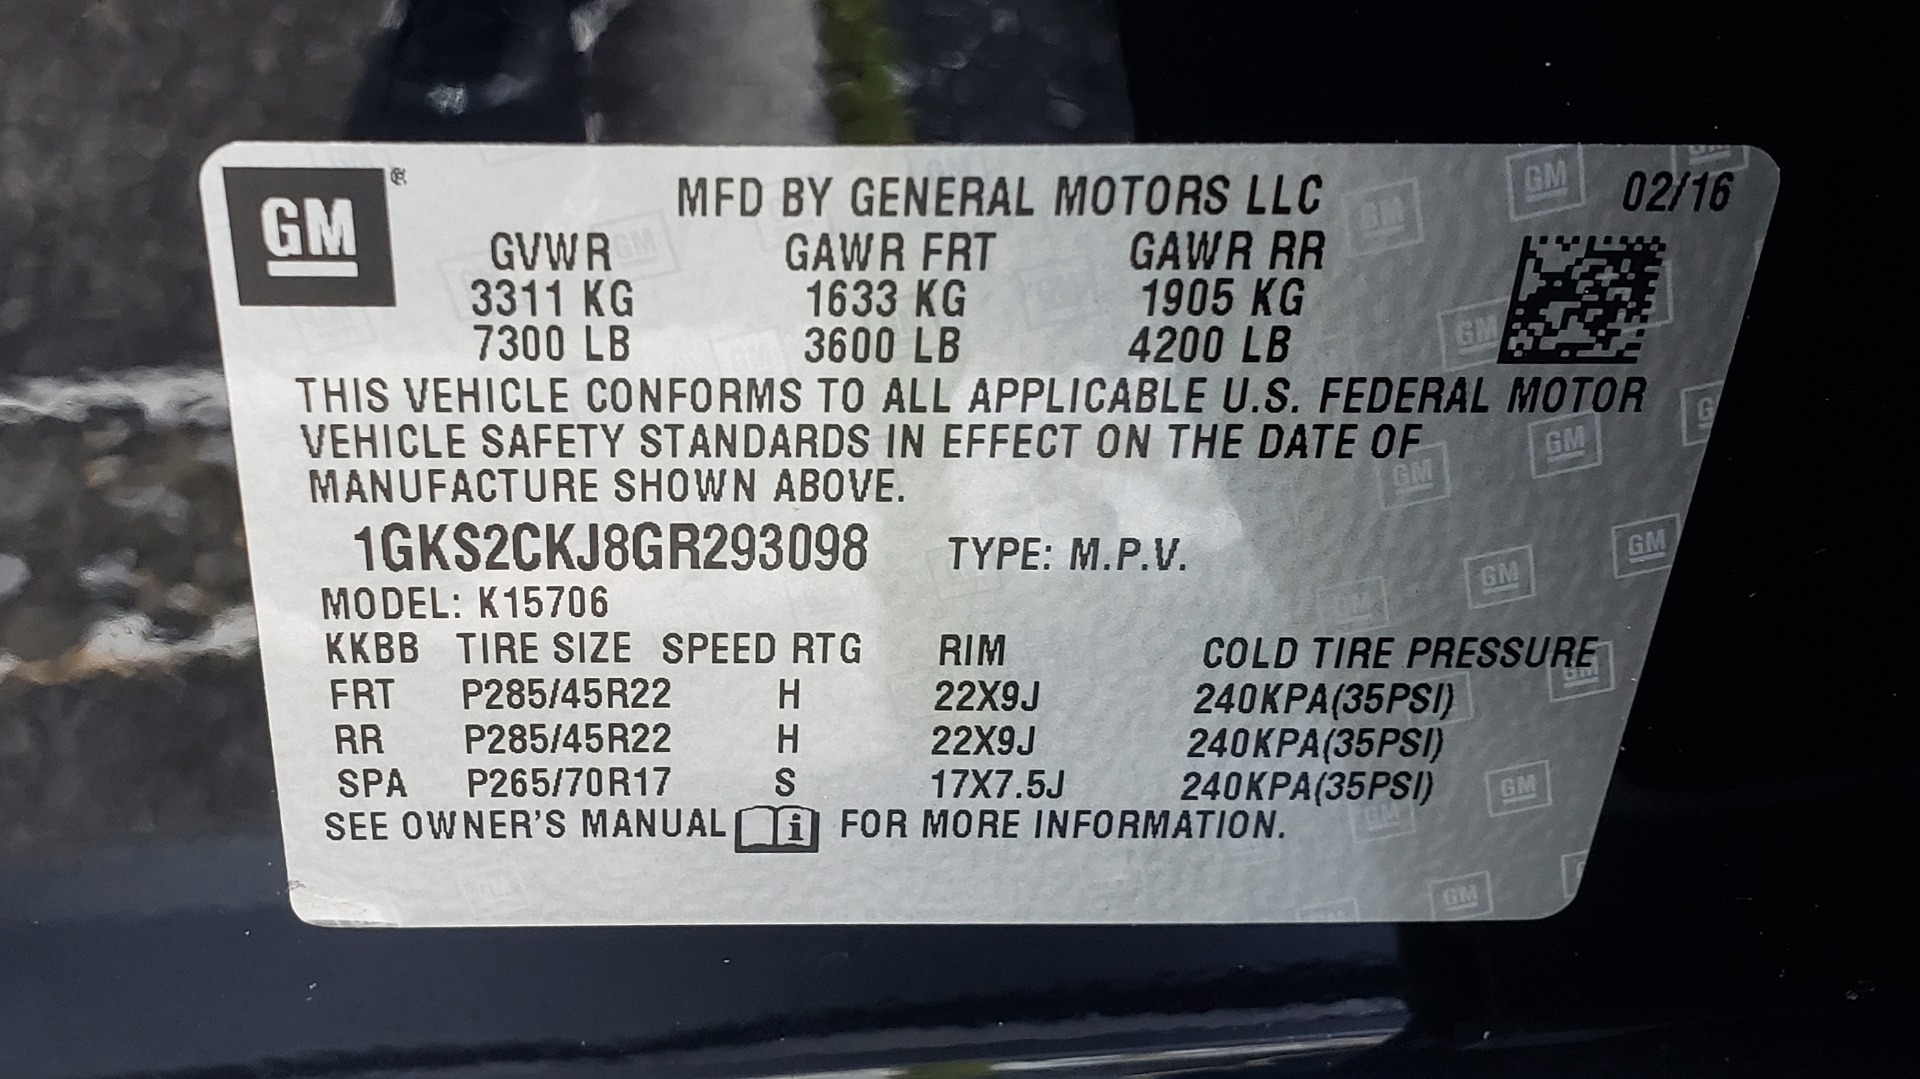 GM ®
MFD BY GENERAL MOTORS LLC 02/16
GVWR GAWR FRT GAWR RR
3311 KG 1633 KG 1905 KG
7300 LB 3600 LB 4200 LB
THIS VEHICLE CONFORMS TO ALL APPLICABLE U.S. FEDERAL MOTOR
VEHICLE SAFETY STANDARDS IN EFFECT ON THE DATE OF
MANUFACTURE SHOWN ABOVE.
1GKS2CKJ8GR293098 TYPE: M.P.V.
MODEL: K15706
KKBB TIRE SIZE SPEED RTG RIM COLD TIRE PRESSURE
FRT P285/45R22 H 22X9J 240KPA(35PSI)
RR P285/45R22 H 22X9J 240KPA(35PSI)
SPA P265/70R17 S 17X7.5J 240KPA(35PSI)
SEE OWNER'S MANUAL i FOR MORE INFORMATION.